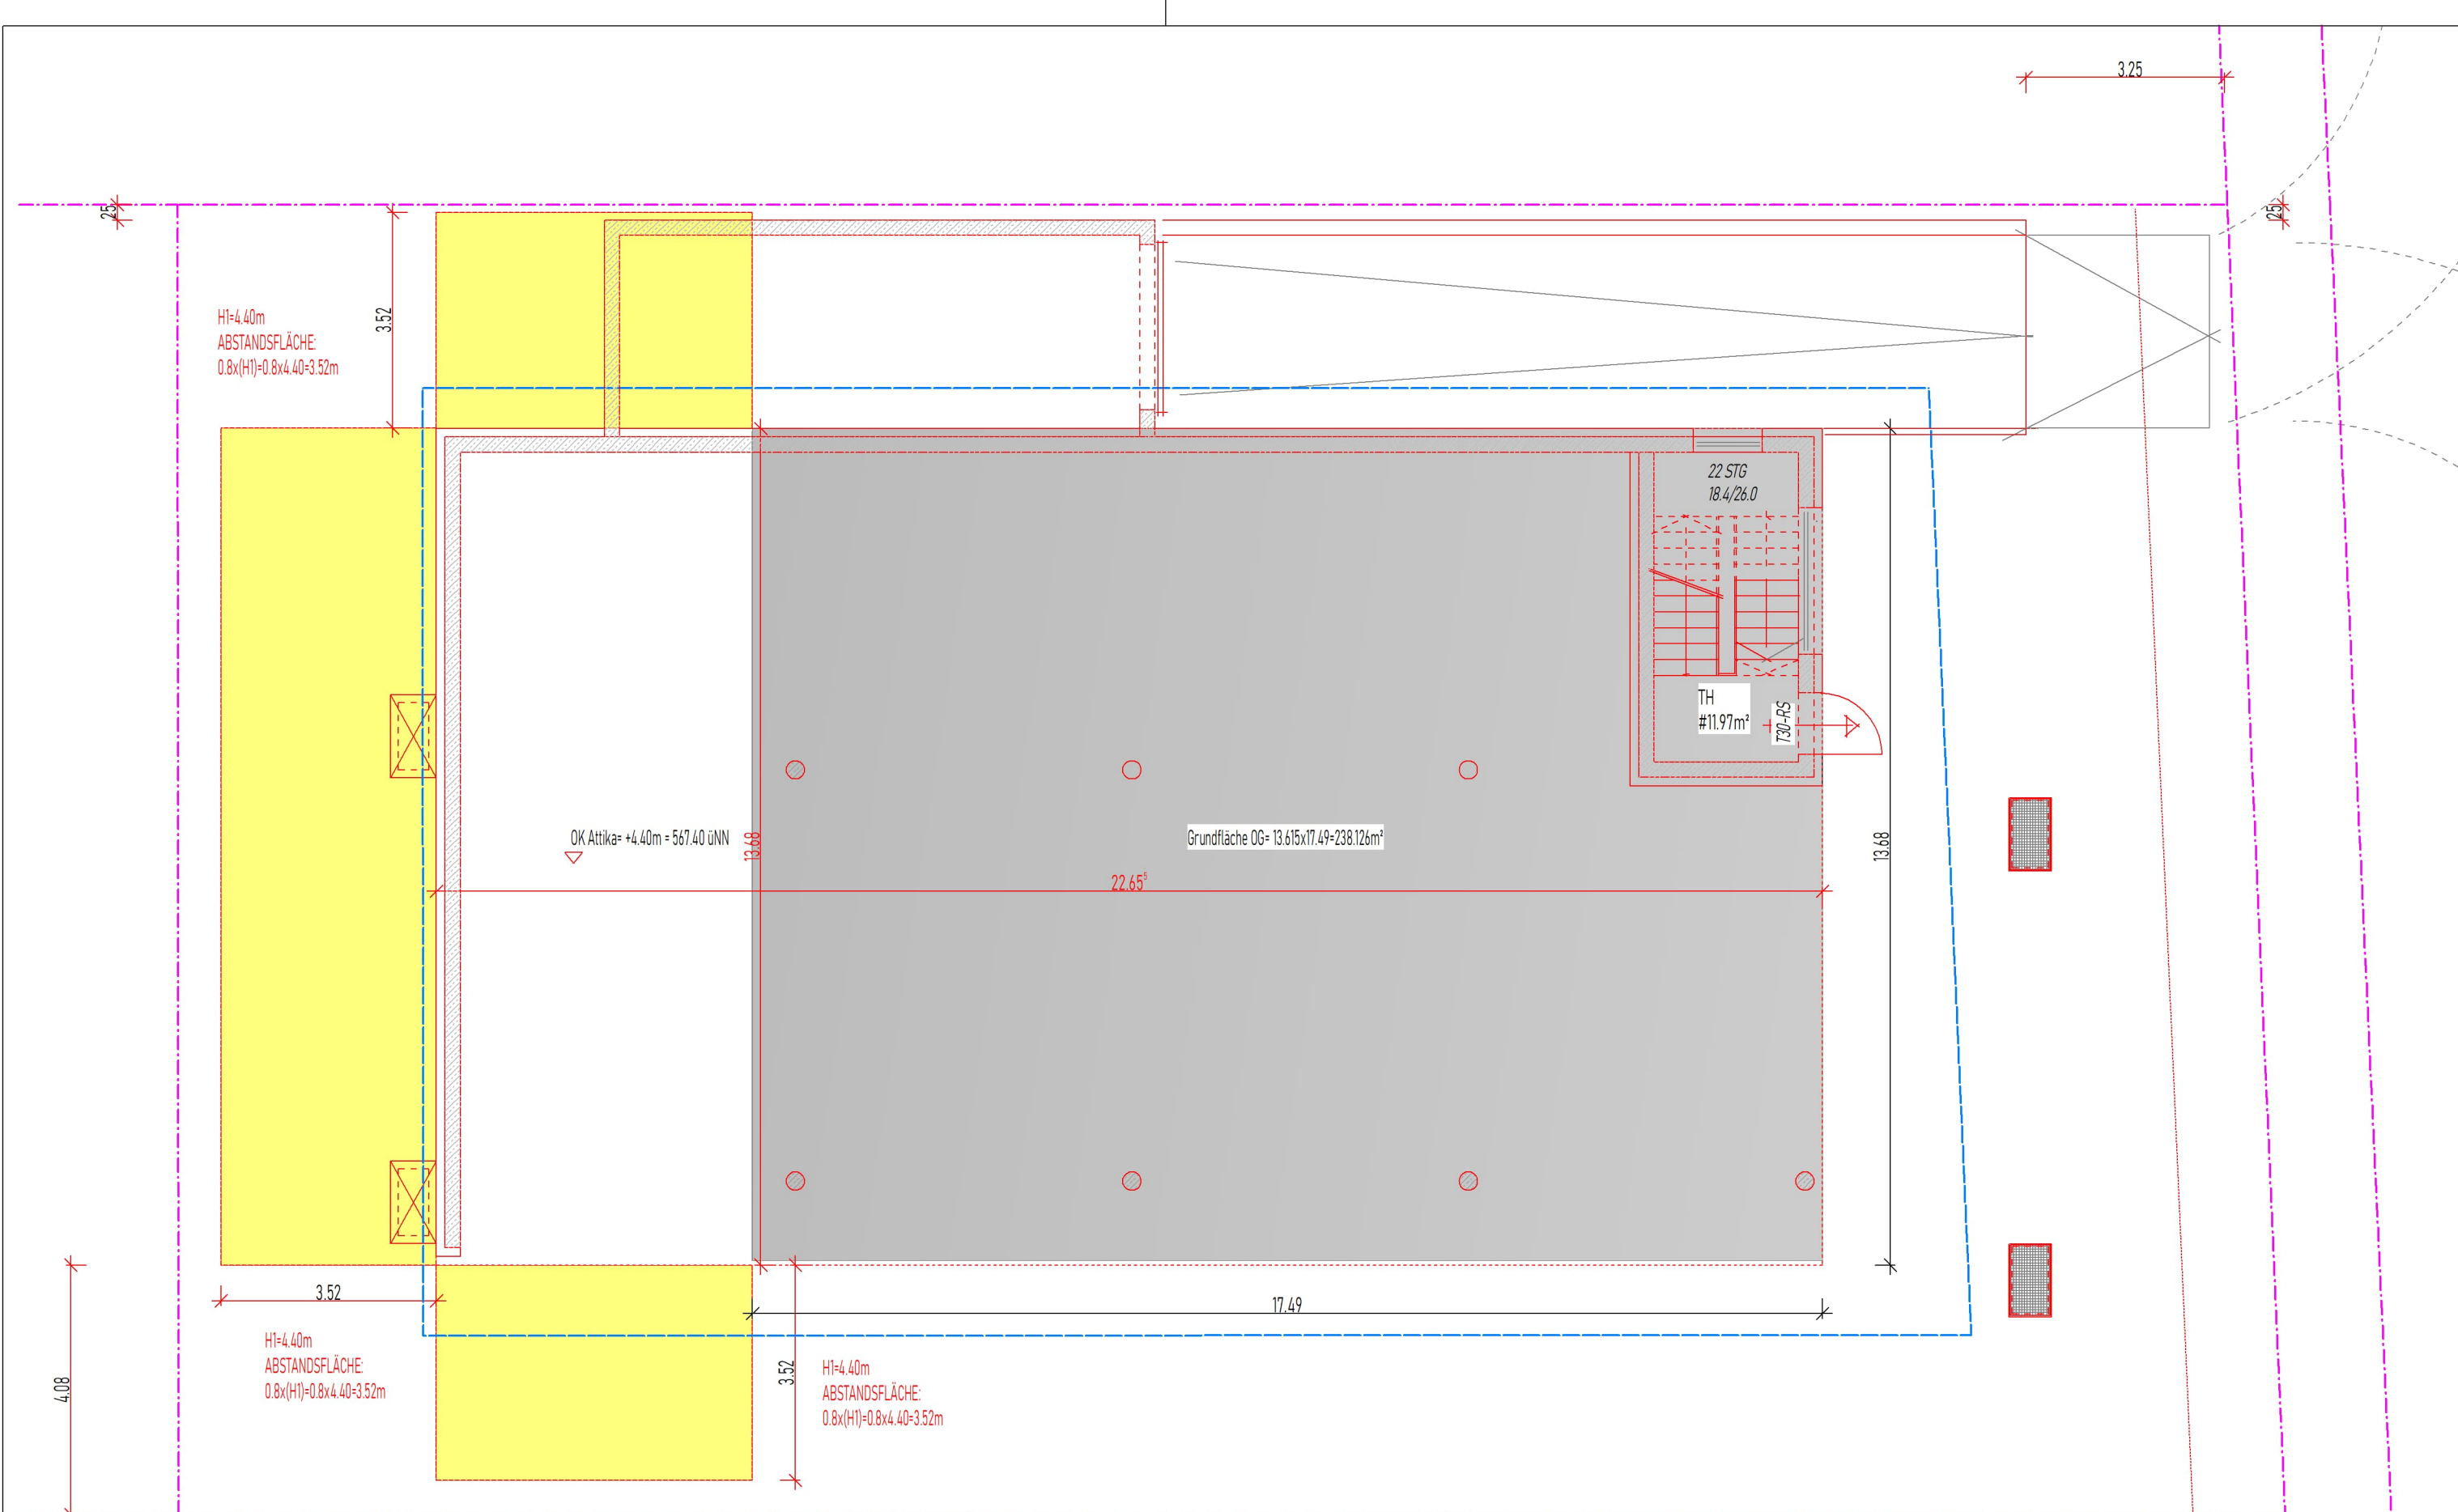 3.25
25
25
3.52
H1=4.40m
ABSTANDSFLÄCHE:
0.8x(H1)=0.8x4.40=3.52m
22 STG
18.4/26.0
TH
#11.97m²
T30-RS
OK Attika= +4.40m = 567.40 üNN
13.68
Grundfläche OG= 13.615x17.49=238.126m²
13.68
22.65⁵
3.52
17.49
H1=4.40m
ABSTANDSFLÄCHE:
0.8x(H1)=0.8x4.40=3.52m
4.08
3.52
H1=4.40m
ABSTANDSFLÄCHE:
0.8x(H1)=0.8x4.40=3.52m